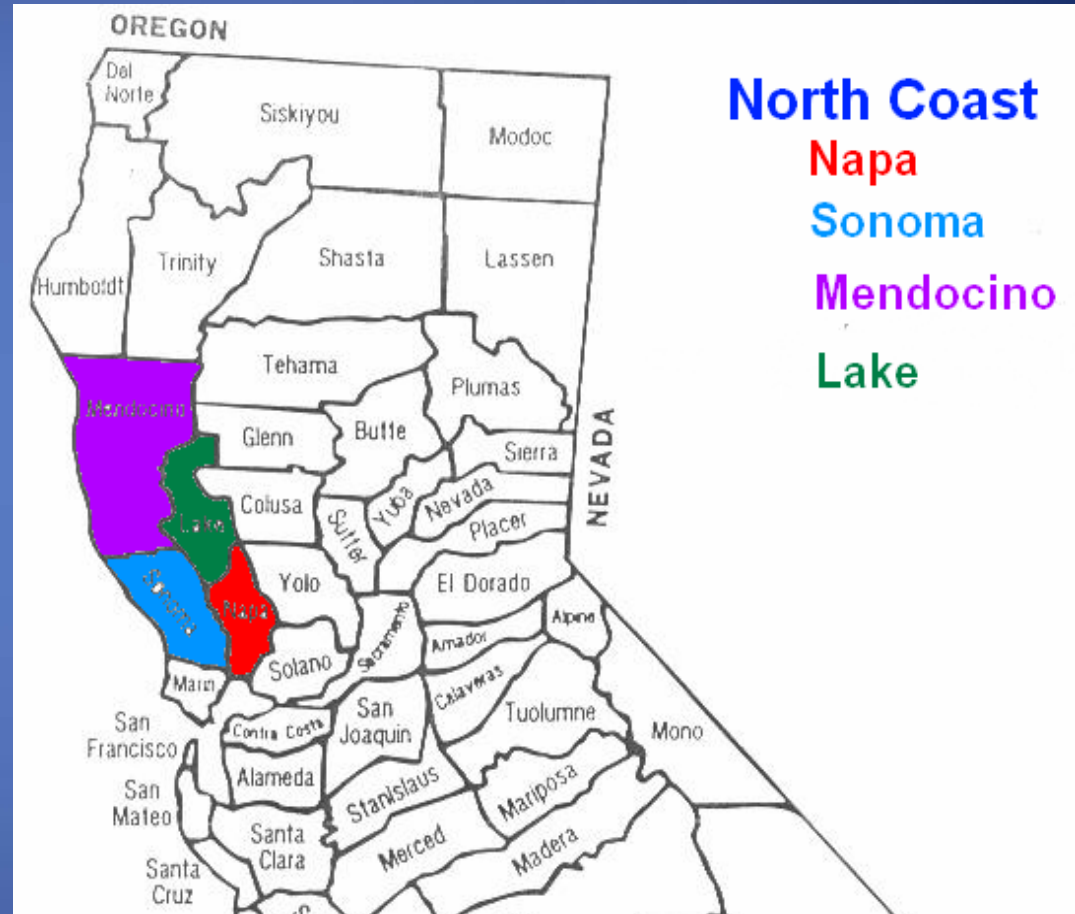 OREGON
Del
Norte
Siskiyou
Modoc
North Coast
Napa
Sonoma
Mendocino
Lake
Humboldt
Trinity
Shasta
Lassen
Tehama
Plumas
Mendocino
Glenn
Butte
Sierra
NEVADA
Lake
Colusa
Sutter
Yuba
Nevada
Placer
Sonoma
Napa
Yolo
El Dorado
Sacramento
Amador
Alpine
Marin
Solano
Calaveras
Tuolumne
Mono
San
Francisco
Contra Costa
San
Joaquin
San
Mateo
Alameda
Stanislaus
Mariposa
Santa
Clara
Merced
Madera
Santa
Cruz